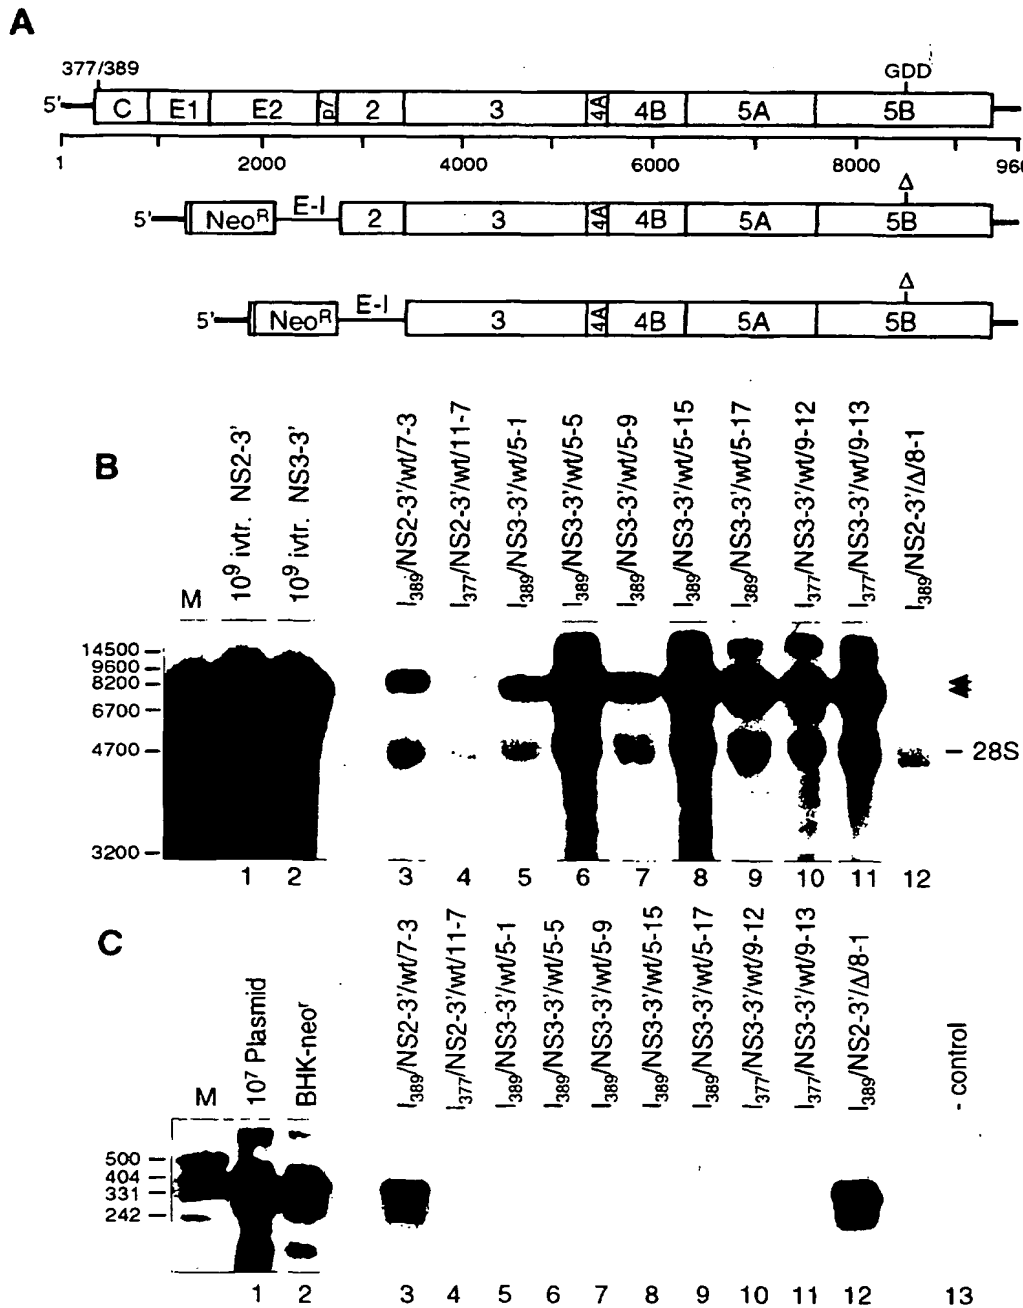 A
377/389
GDD
5' C E1 E2 p7 2 3 4A 4B 5A 5B
1 2000 4000 6000 8000 960
Δ
5' Neoᴿ E-I 2 3 4A 4B 5A 5B
Δ
5' Neoᴿ E-I 3 4A 4B 5A 5B
B
M
10⁹ ivtr. NS2-3'
10⁹ ivtr. NS3-3'
I₃₈₉/NS2-3'/wt/7-3
I₃₇₇/NS2-3'/wt/11-7
I₃₈₉/NS3-3'/wt/5-1
I₃₈₉/NS3-3'/wt/5-5
I₃₈₉/NS3-3'/wt/5-9
I₃₈₉/NS3-3'/wt/5-15
I₃₈₉/NS3-3'/wt/5-17
I₃₇₇/NS3-3'/wt/9-12
I₃₇₇/NS3-3'/wt/9-13
I₃₈₉/NS2-3'/Δ/8-1
14500
9600
8200
6700
4700
3200
28S
1 2 3 4 5 6 7 8 9 10 11 12
C
M
10⁷ Plasmid
BHK-neoʳ
I₃₈₉/NS2-3'/wt/7-3
I₃₇₇/NS2-3'/wt/11-7
I₃₈₉/NS3-3'/wt/5-1
I₃₈₉/NS3-3'/wt/5-5
I₃₈₉/NS3-3'/wt/5-9
I₃₈₉/NS3-3'/wt/5-15
I₃₈₉/NS3-3'/wt/5-17
I₃₇₇/NS3-3'/wt/9-12
I₃₇₇/NS3-3'/wt/9-13
I₃₈₉/NS2-3'/Δ/8-1
- control
500
404
331
242
1 2 3 4 5 6 7 8 9 10 11 12 13